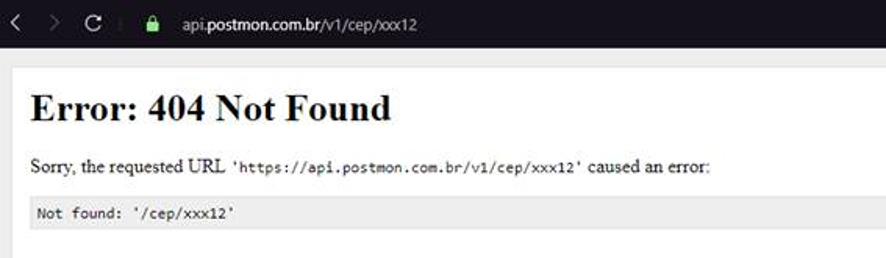 api.postmon.com.br/v1/cep/xxx12
Error: 404 Not Found
Sorry, the requested URL 'https://api.postmon.com.br/v1/cep/xxx12' caused an error:
Not found: '/cep/xxx12'